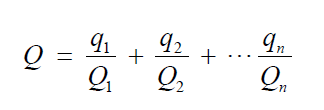 Q = q₁/Q₁ + q₂/Q₂ + ⋯ qₙ/Qₙ